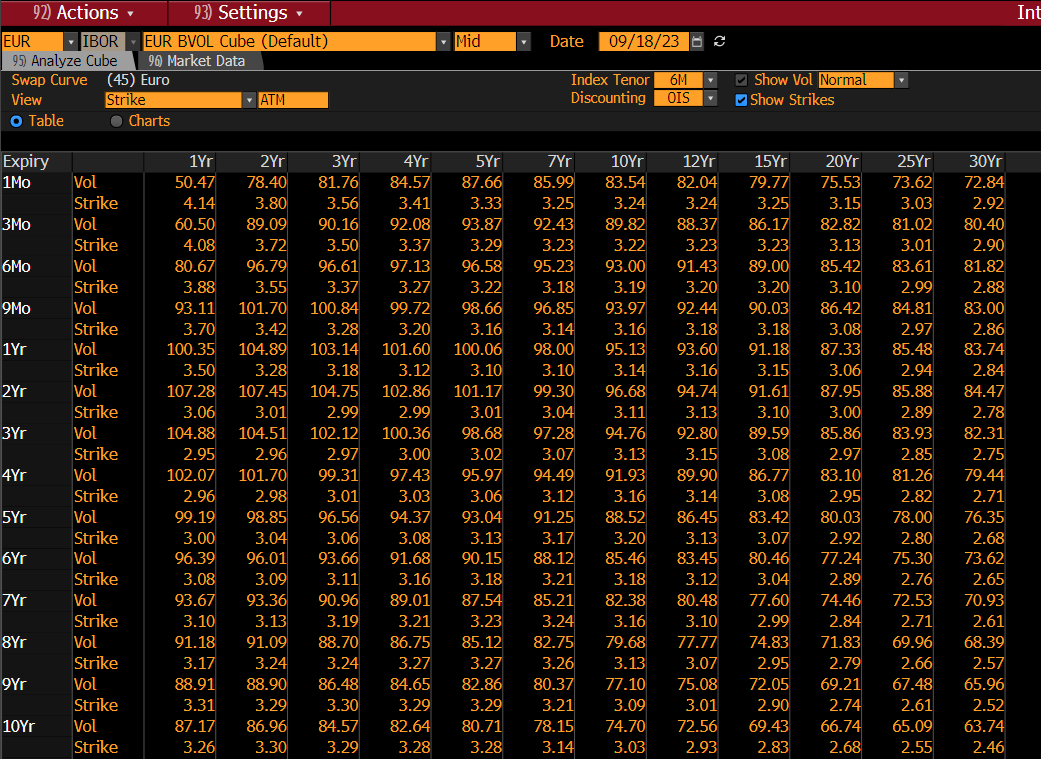 92) Actions 93) Settings Int
EUR IBOR EUR BVOL Cube (Default) Mid Date 09/18/23
95) Analyze Cube 96) Market Data
Swap Curve (45) Euro Index Tenor 6M Show Vol Normal
View Strike ATM Discounting OIS Show Strikes
Table Charts
Expiry 1Yr 2Yr 3Yr 4Yr 5Yr 7Yr 10Yr 12Yr 15Yr 20Yr 25Yr 30Yr
1Mo Vol 50.47 78.40 81.76 84.57 87.66 85.99 83.54 82.04 79.77 75.53 73.62 72.84
Strike 4.14 3.80 3.56 3.41 3.33 3.25 3.24 3.24 3.25 3.15 3.03 2.92
3Mo Vol 60.50 89.09 90.16 92.08 93.87 92.43 89.82 88.37 86.17 82.82 81.02 80.40
Strike 4.08 3.72 3.50 3.37 3.29 3.23 3.22 3.23 3.23 3.13 3.01 2.90
6Mo Vol 80.67 96.79 96.61 97.13 96.58 95.23 93.00 91.43 89.00 85.42 83.61 81.82
Strike 3.88 3.55 3.37 3.27 3.22 3.18 3.19 3.20 3.20 3.10 2.99 2.88
9Mo Vol 93.11 101.70 100.84 99.72 98.66 96.85 93.97 92.44 90.03 86.42 84.81 83.00
Strike 3.70 3.42 3.28 3.20 3.16 3.14 3.16 3.18 3.18 3.08 2.97 2.86
1Yr Vol 100.35 104.89 103.14 101.60 100.06 98.00 95.13 93.60 91.18 87.33 85.48 83.74
Strike 3.50 3.28 3.18 3.12 3.10 3.10 3.14 3.16 3.15 3.06 2.94 2.84
2Yr Vol 107.28 107.45 104.75 102.86 101.17 99.30 96.68 94.74 91.61 87.95 85.88 84.47
Strike 3.06 3.01 2.99 2.99 3.01 3.04 3.11 3.13 3.10 3.00 2.89 2.78
3Yr Vol 104.88 104.51 102.12 100.36 98.68 97.28 94.76 92.80 89.59 85.86 83.93 82.31
Strike 2.95 2.96 2.97 3.00 3.02 3.07 3.13 3.15 3.08 2.97 2.85 2.75
4Yr Vol 102.07 101.70 99.31 97.43 95.97 94.49 91.93 89.90 86.77 83.10 81.26 79.44
Strike 2.96 2.98 3.01 3.03 3.06 3.12 3.16 3.14 3.08 2.95 2.82 2.71
5Yr Vol 99.19 98.85 96.56 94.37 93.04 91.25 88.52 86.45 83.42 80.03 78.00 76.35
Strike 3.00 3.04 3.06 3.08 3.13 3.17 3.20 3.13 3.07 2.92 2.80 2.68
6Yr Vol 96.39 96.01 93.66 91.68 90.15 88.12 85.46 83.45 80.46 77.24 75.30 73.62
Strike 3.08 3.09 3.11 3.16 3.18 3.21 3.18 3.12 3.04 2.89 2.76 2.65
7Yr Vol 93.67 93.36 90.96 89.01 87.54 85.21 82.38 80.48 77.60 74.46 72.53 70.93
Strike 3.10 3.13 3.19 3.21 3.23 3.24 3.16 3.10 2.99 2.84 2.71 2.61
8Yr Vol 91.18 91.09 88.70 86.75 85.12 82.75 79.68 77.77 74.83 71.83 69.96 68.39
Strike 3.17 3.24 3.24 3.27 3.27 3.26 3.13 3.07 2.95 2.79 2.66 2.57
9Yr Vol 88.91 88.90 86.48 84.65 82.86 80.37 77.10 75.08 72.05 69.21 67.48 65.96
Strike 3.31 3.29 3.30 3.29 3.29 3.21 3.09 3.01 2.90 2.74 2.61 2.52
10Yr Vol 87.17 86.96 84.57 82.64 80.71 78.15 74.70 72.56 69.43 66.74 65.09 63.74
Strike 3.26 3.30 3.29 3.28 3.28 3.14 3.03 2.93 2.83 2.68 2.55 2.46